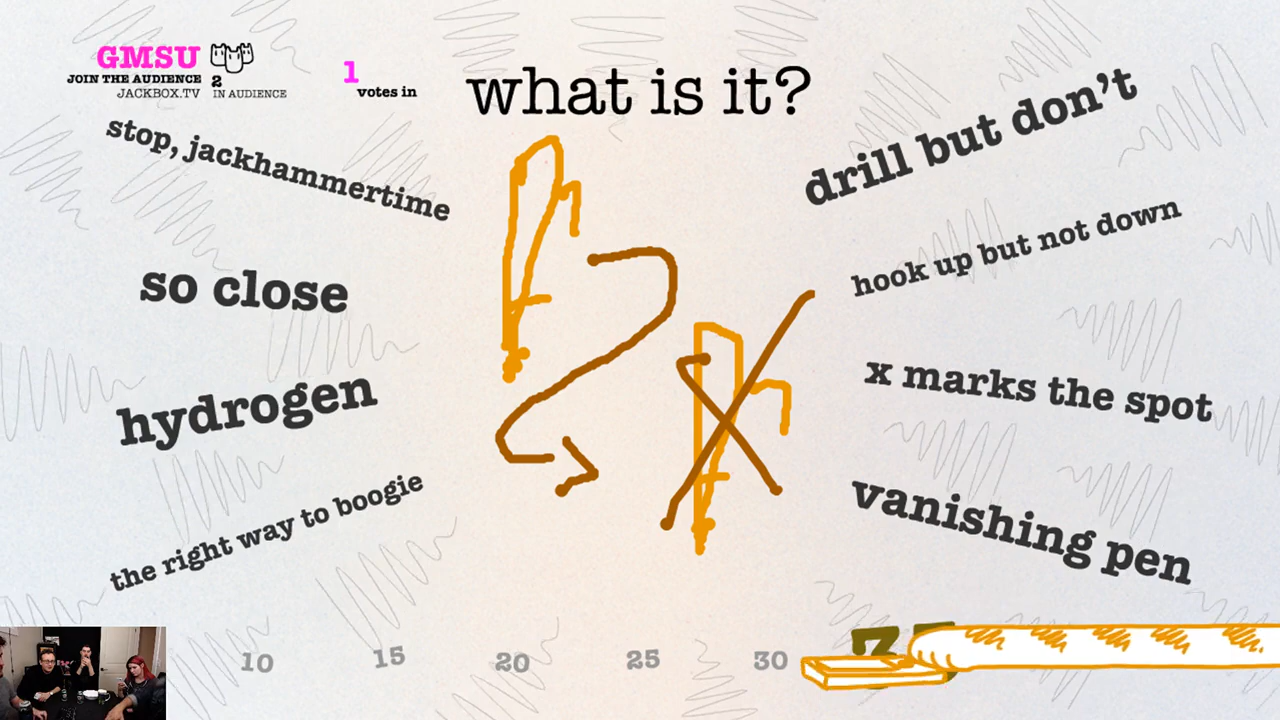 GMSU
JOIN THE AUDIENCE
JACKBOX.TV
2
IN AUDIENCE
1
votes in
what is it?
stop, jackhammertime
so close
hydrogen
the right way to boogie
drill but don't
hook up but not down
x marks the spot
vanishing pen
10 15 20 25 30